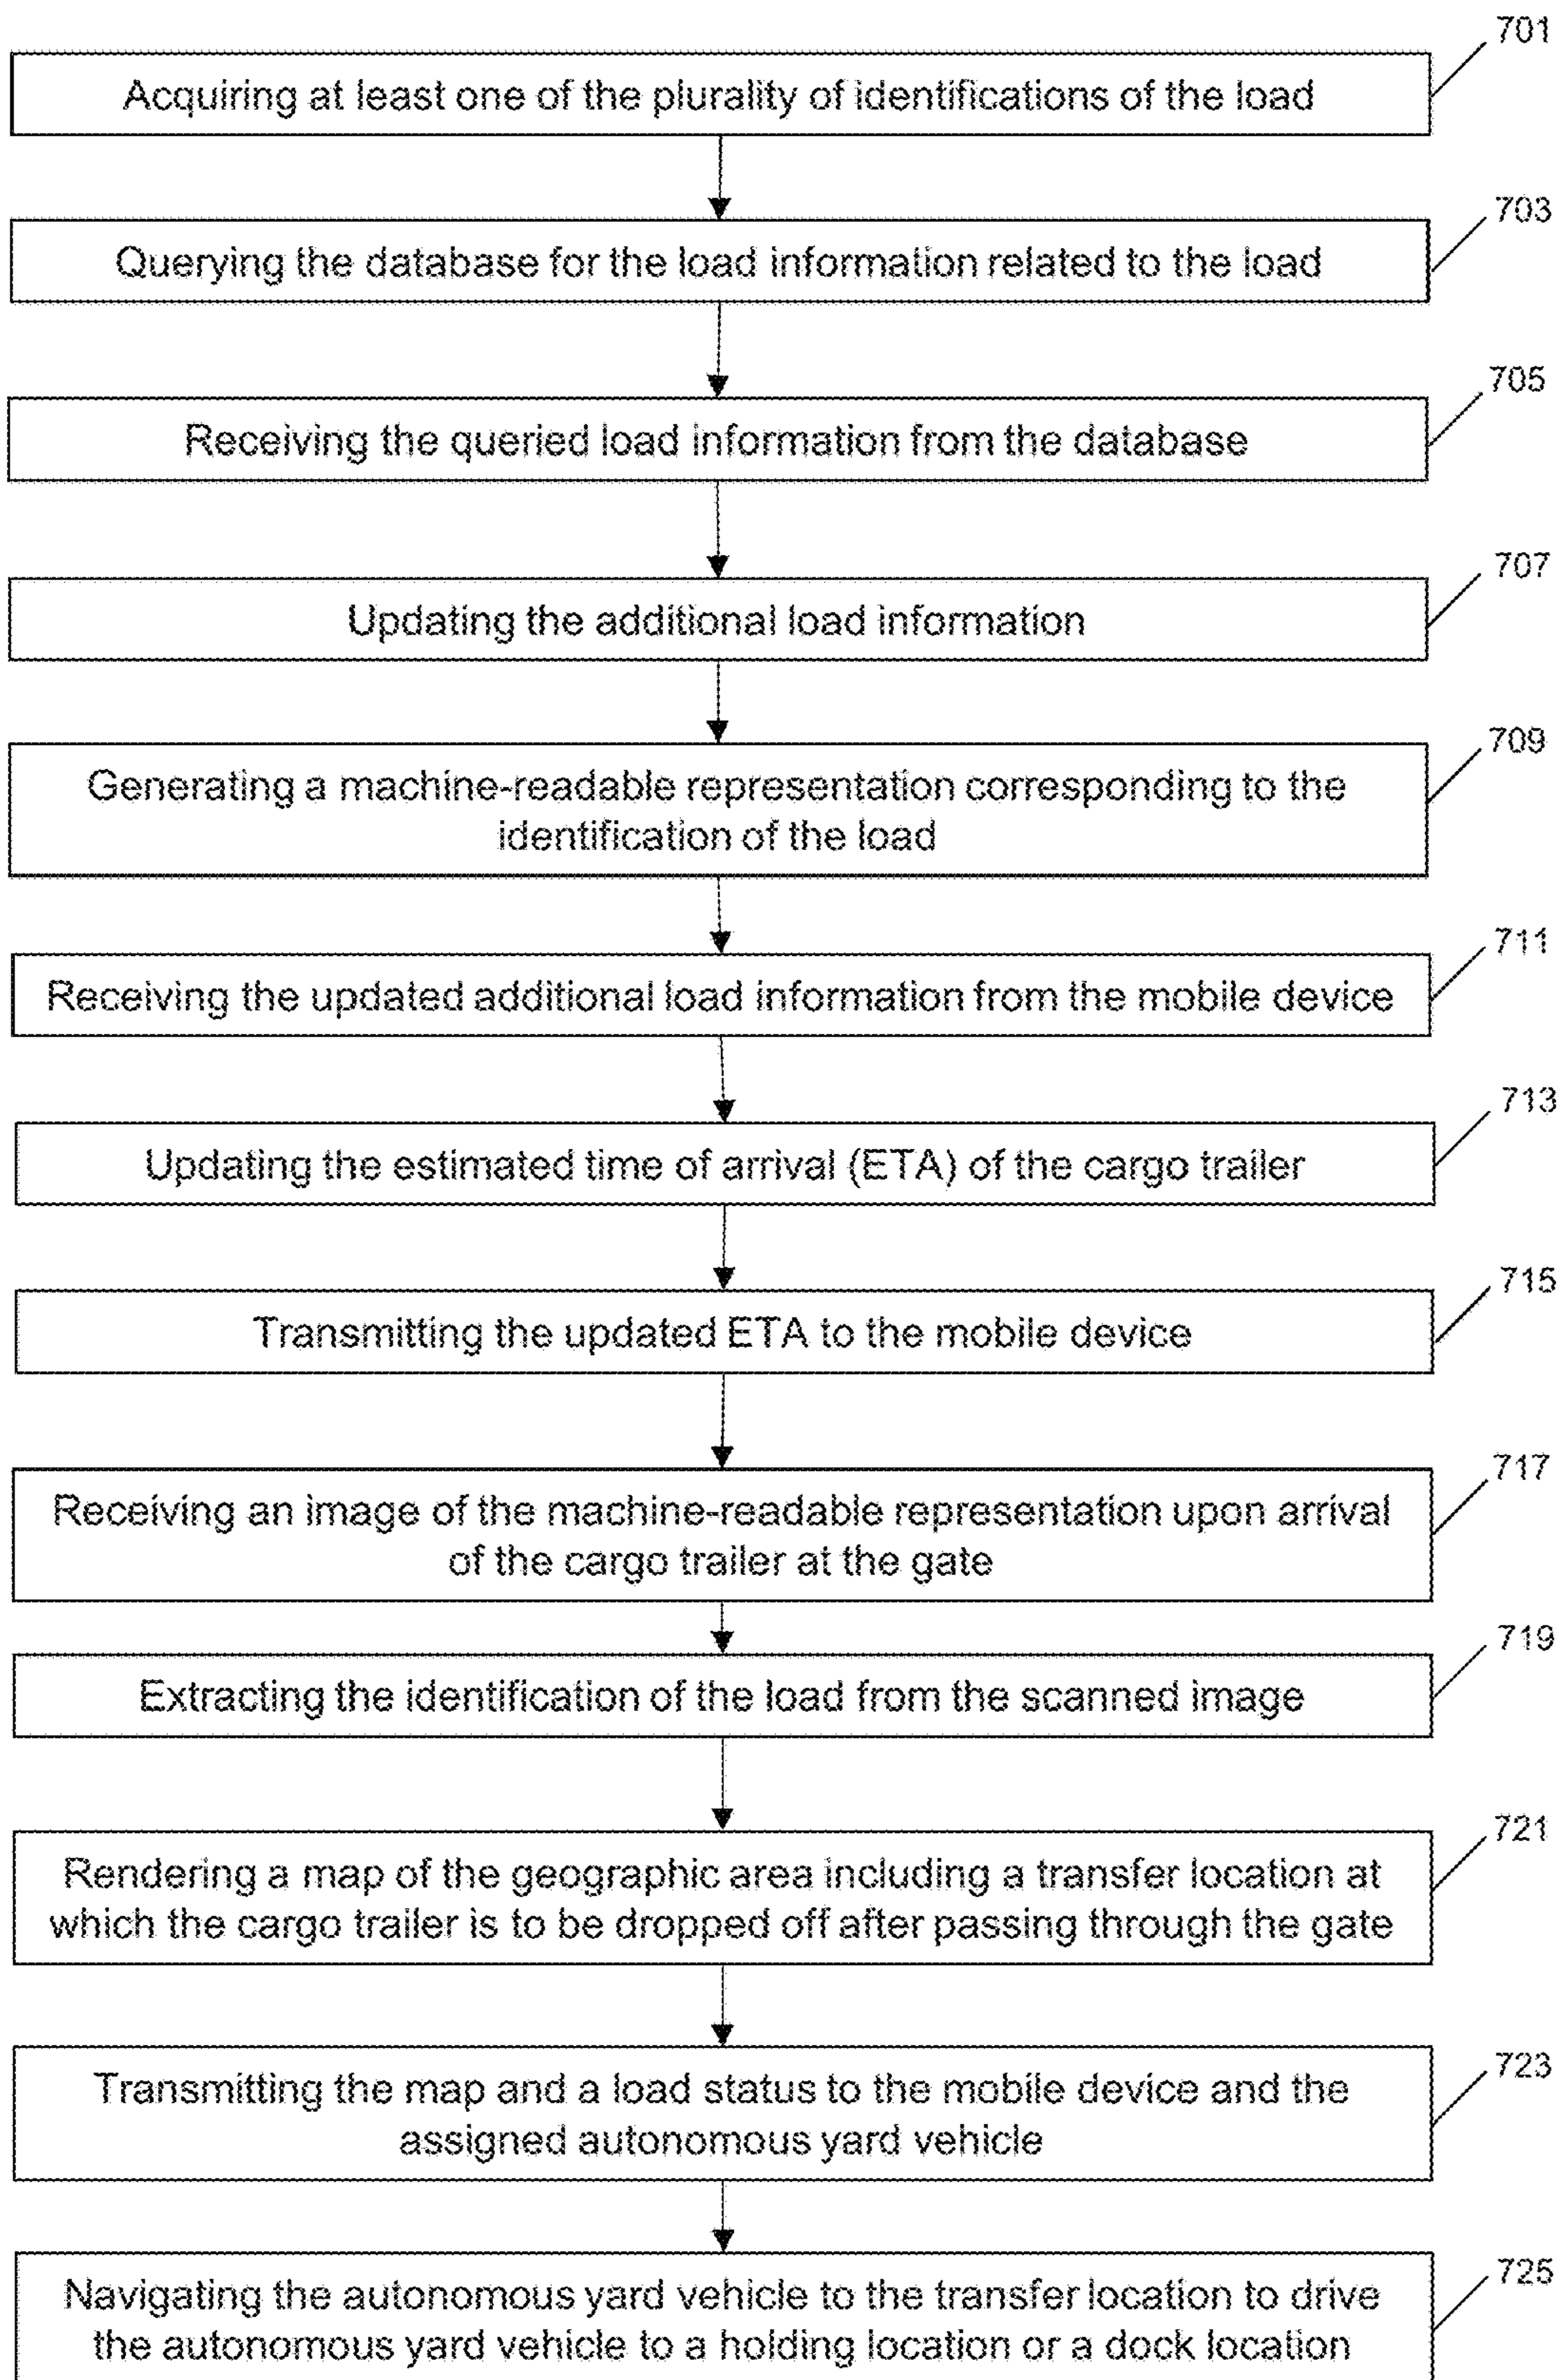 701
Acquiring at least one of the plurality of identifications of the load
703
Querying the database for the load information related to the load
705
Receiving the queried load information from the database
707
Updating the additional load information
709
Generating a machine-readable representation corresponding to the
identification of the load
711
Receiving the updated additional load information from the mobile device
713
Updating the estimated time of arrival (ETA) of the cargo trailer
715
Transmitting the updated ETA to the mobile device
717
Receiving an image of the machine-readable representation upon arrival
of the cargo trailer at the gate
719
Extracting the identification of the load from the scanned image
721
Rendering a map of the geographic area including a transfer location at
which the cargo trailer is to be dropped off after passing through the gate
723
Transmitting the map and a load status to the mobile device and the
assigned autonomous yard vehicle
725
Navigating the autonomous yard vehicle to the transfer location to drive
the autonomous yard vehicle to a holding location or a dock location